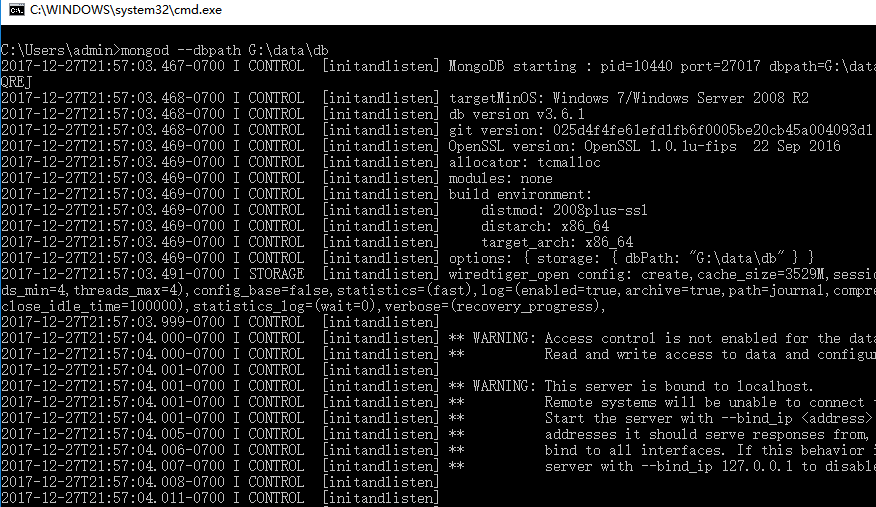 C:\WINDOWS\system32\cmd.exe
C:\Users\admin>mongod --dbpath G:\data\db
2017-12-27T21:57:03.467-0700 I CONTROL  [initandlisten] MongoDB starting : pid=10440 port=27017 dbpath=G:\data
QREJ
2017-12-27T21:57:03.468-0700 I CONTROL  [initandlisten] targetMinOS: Windows 7/Windows Server 2008 R2
2017-12-27T21:57:03.468-0700 I CONTROL  [initandlisten] db version v3.6.1
2017-12-27T21:57:03.468-0700 I CONTROL  [initandlisten] git version: 025d4f4fe61efd1fb6f0005be20cb45a004093d1
2017-12-27T21:57:03.469-0700 I CONTROL  [initandlisten] OpenSSL version: OpenSSL 1.0.1u-fips  22 Sep 2016
2017-12-27T21:57:03.469-0700 I CONTROL  [initandlisten] allocator: tcmalloc
2017-12-27T21:57:03.469-0700 I CONTROL  [initandlisten] modules: none
2017-12-27T21:57:03.469-0700 I CONTROL  [initandlisten] build environment:
2017-12-27T21:57:03.469-0700 I CONTROL  [initandlisten]     distmod: 2008plus-ssl
2017-12-27T21:57:03.469-0700 I CONTROL  [initandlisten]     distarch: x86_64
2017-12-27T21:57:03.469-0700 I CONTROL  [initandlisten]     target_arch: x86_64
2017-12-27T21:57:03.469-0700 I CONTROL  [initandlisten] options: { storage: { dbPath: "G:\data\db" } }
2017-12-27T21:57:03.491-0700 I STORAGE  [initandlisten] wiredtiger_open config: create,cache_size=3529M,sessi
ds_min=4,threads_max=4),config_base=false,statistics=(fast),log=(enabled=true,archive=true,path=journal,compre
close_idle_time=100000),statistics_log=(wait=0),verbose=(recovery_progress),
2017-12-27T21:57:03.999-0700 I CONTROL  [initandlisten]
2017-12-27T21:57:04.000-0700 I CONTROL  [initandlisten] ** WARNING: Access control is not enabled for the data
2017-12-27T21:57:04.000-0700 I CONTROL  [initandlisten] **          Read and write access to data and configu
2017-12-27T21:57:04.001-0700 I CONTROL  [initandlisten]
2017-12-27T21:57:04.001-0700 I CONTROL  [initandlisten] ** WARNING: This server is bound to localhost.
2017-12-27T21:57:04.001-0700 I CONTROL  [initandlisten] **          Remote systems will be unable to connect t
2017-12-27T21:57:04.001-0700 I CONTROL  [initandlisten] **          Start the server with --bind_ip <address>
2017-12-27T21:57:04.005-0700 I CONTROL  [initandlisten] **          addresses it should serve responses from,
2017-12-27T21:57:04.006-0700 I CONTROL  [initandlisten] **          bind to all interfaces. If this behavior i
2017-12-27T21:57:04.007-0700 I CONTROL  [initandlisten] **          server with --bind_ip 127.0.0.1 to disable
2017-12-27T21:57:04.008-0700 I CONTROL  [initandlisten]
2017-12-27T21:57:04.011-0700 I CONTROL  [initandlisten]